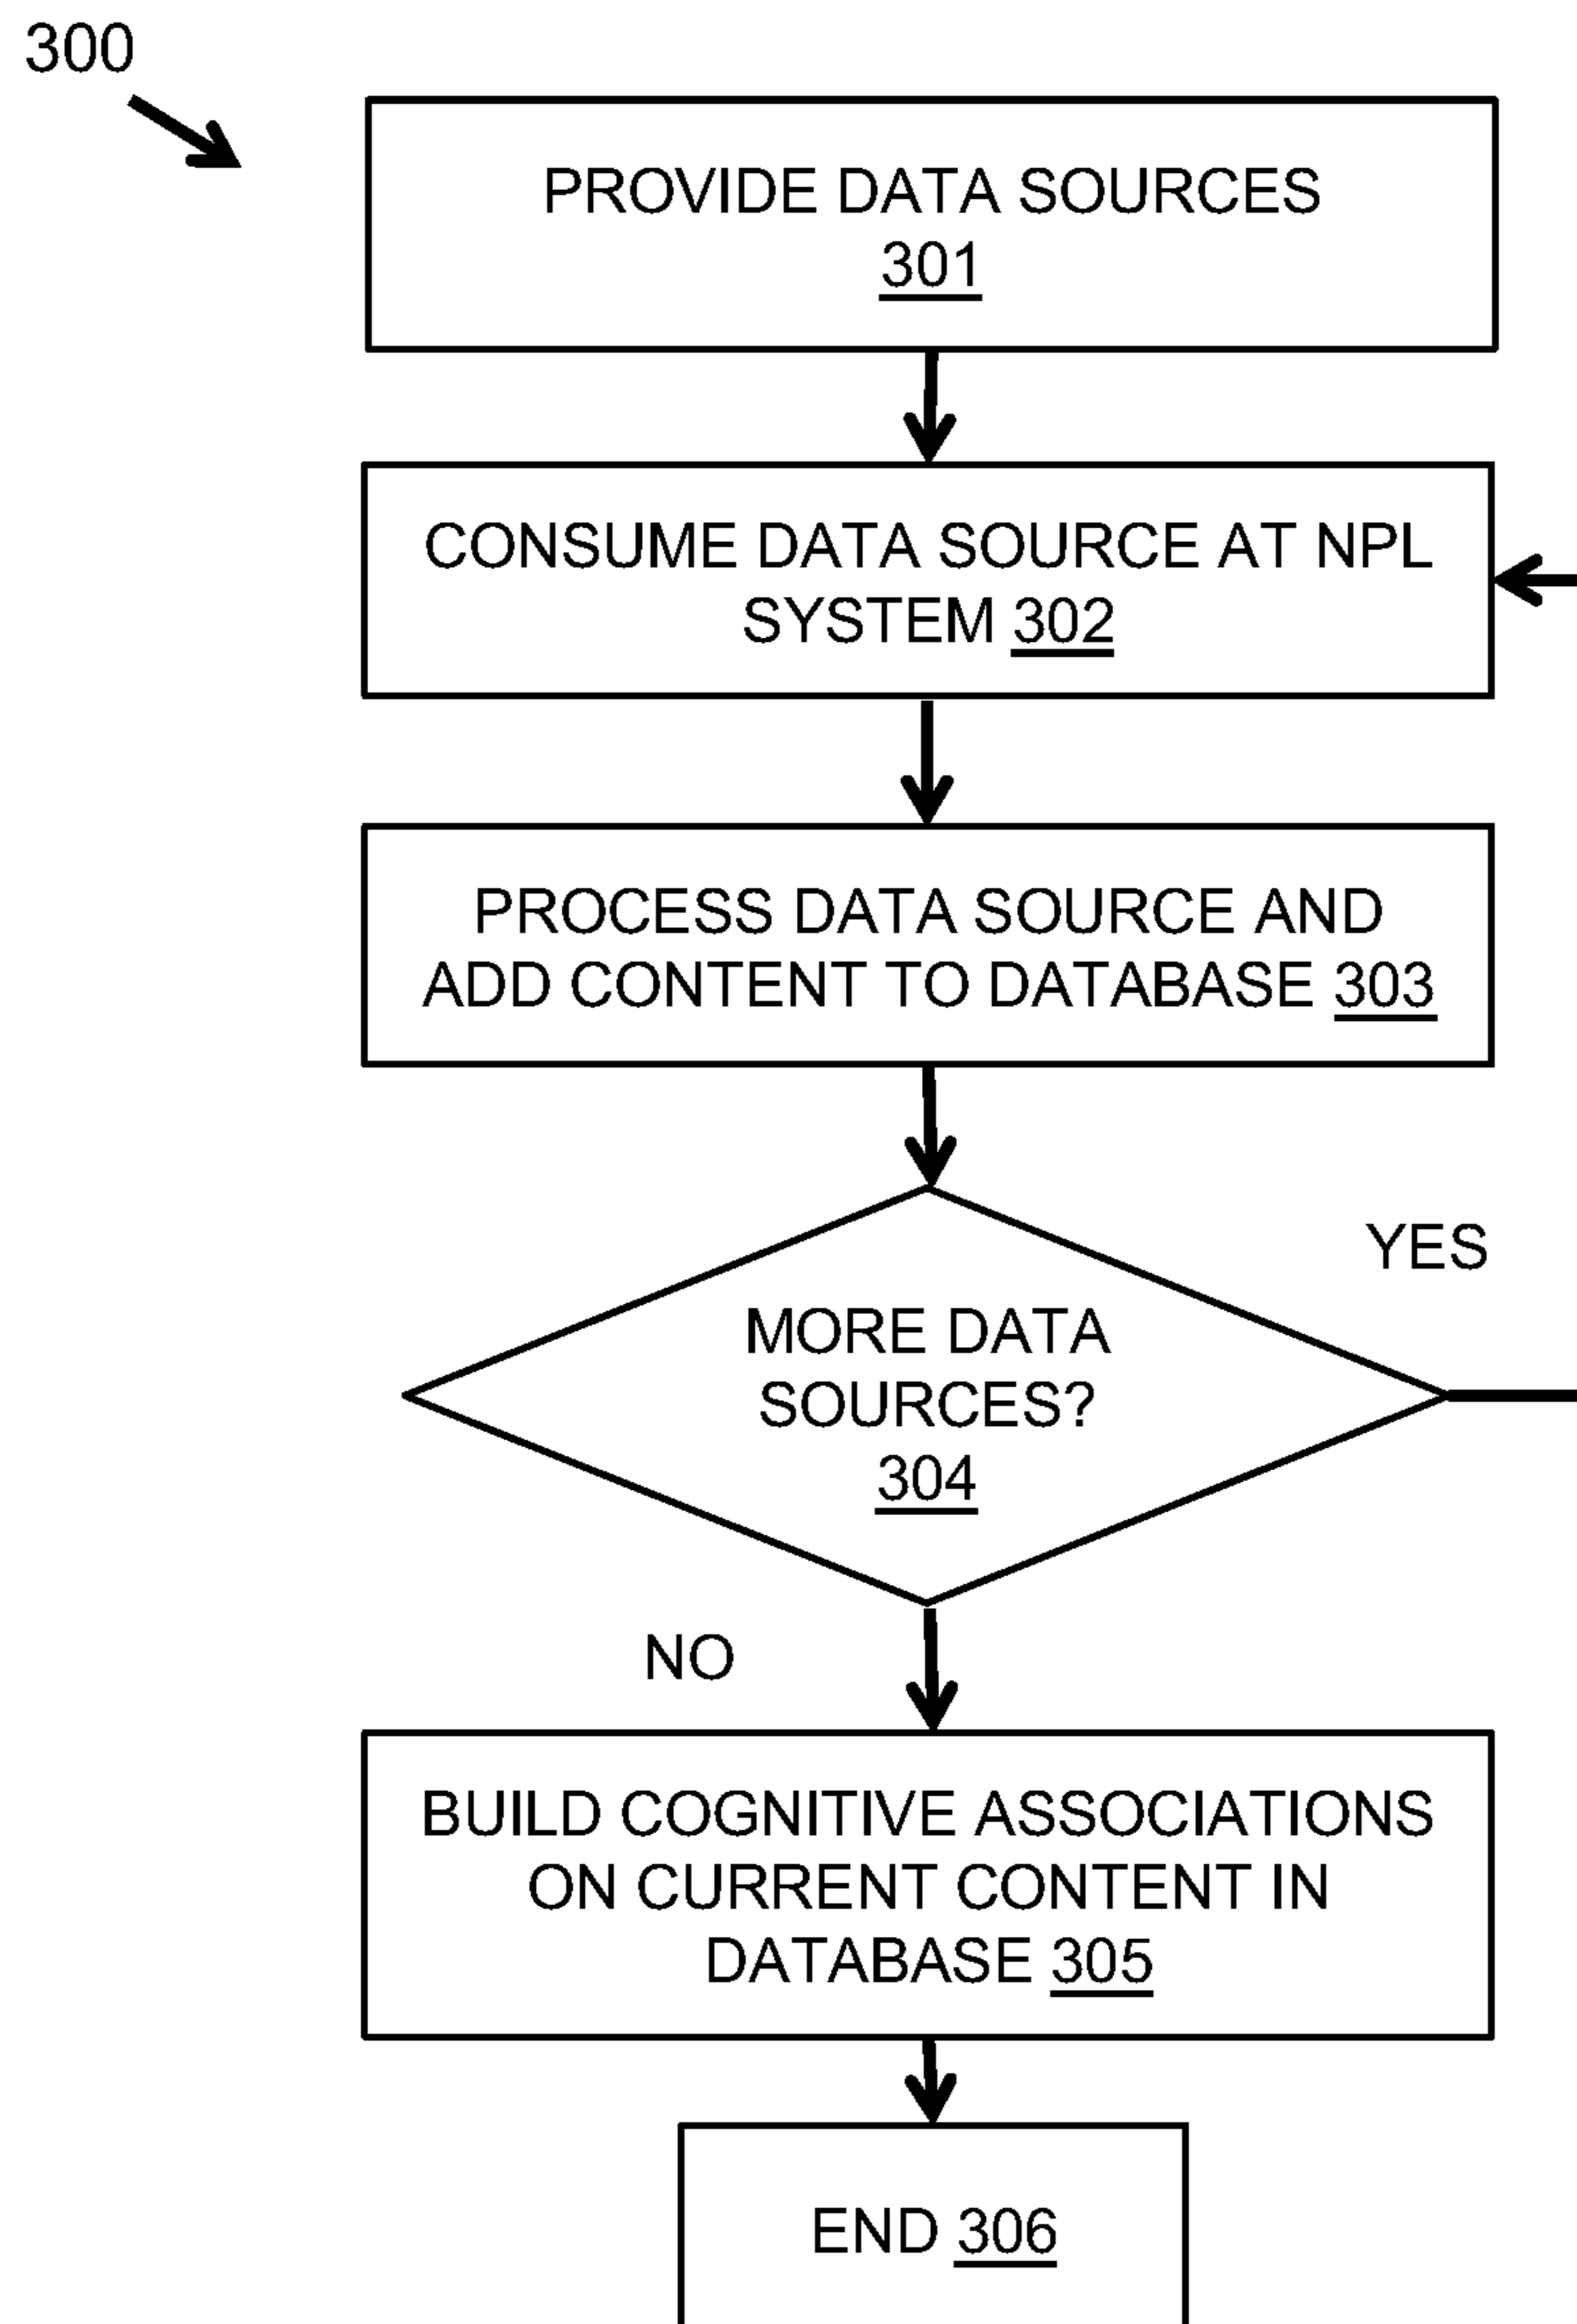 300
PROVIDE DATA SOURCES
301
CONSUME DATA SOURCE AT NPL
SYSTEM 302
PROCESS DATA SOURCE AND
ADD CONTENT TO DATABASE 303
MORE DATA
SOURCES?
304
YES
NO
BUILD COGNITIVE ASSOCIATIONS
ON CURRENT CONTENT IN
DATABASE 305
END 306